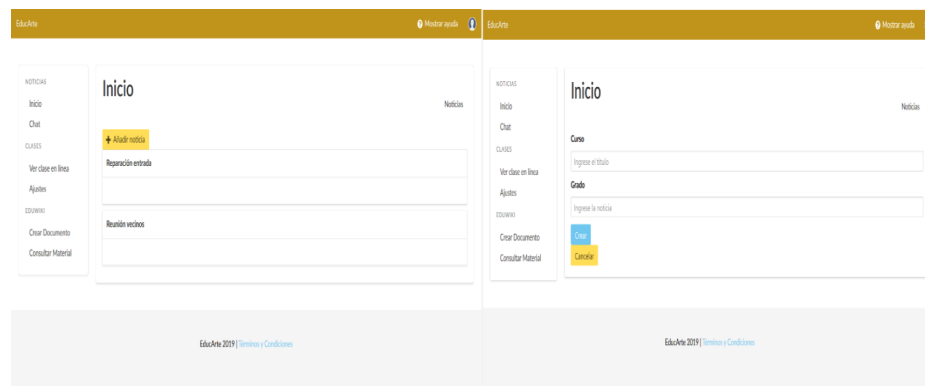 EducArte
Mostrar ayuda
NOTICIAS
Inicio
Chat
CLASES
Ver clase en línea
Ajustes
EDUWIKI
Crear Documento
Consultar Material
Inicio
Noticias
+ Añadir noticia
Reparación entrada
Reunión vecinos
EducArte 2019 | Términos y Condiciones
EducArte
Mostrar ayuda
NOTICIAS
Inicio
Chat
CLASES
Ver clase en línea
Ajustes
EDUWIKI
Crear Documento
Consultar Material
Inicio
Noticias
Curso
Ingrese el título
Grado
Ingrese la noticia
Crear
Cancelar
EducArte 2019 | Términos y Condiciones